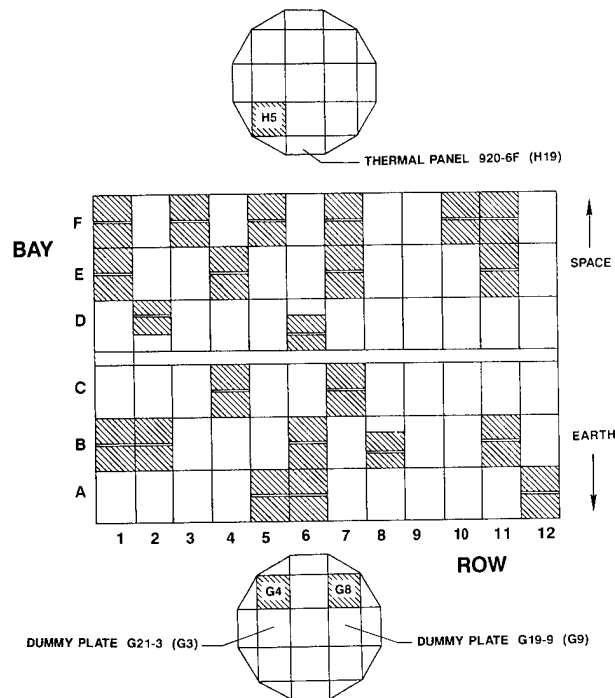 H5
THERMAL PANEL 920-6F (H19)
BAY
F
E
D
C
B
A
SPACE
EARTH
1 2 3 4 5 6 7 8 9 10 11 12
ROW
G4 G8
DUMMY PLATE G21-3 (G3)
DUMMY PLATE G19-9 (G9)